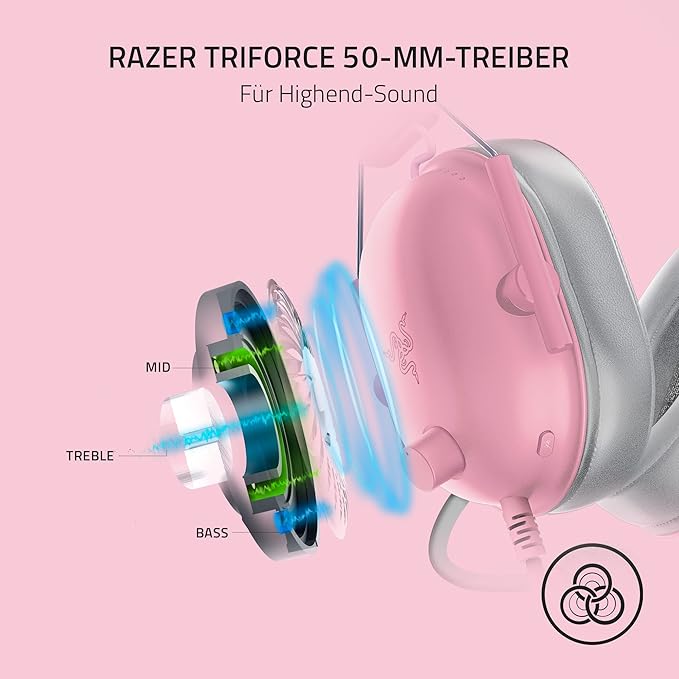 RAZER TRIFORCE 50-MM-TREIBER
Für Highend-Sound
MID
TREBLE
BASS